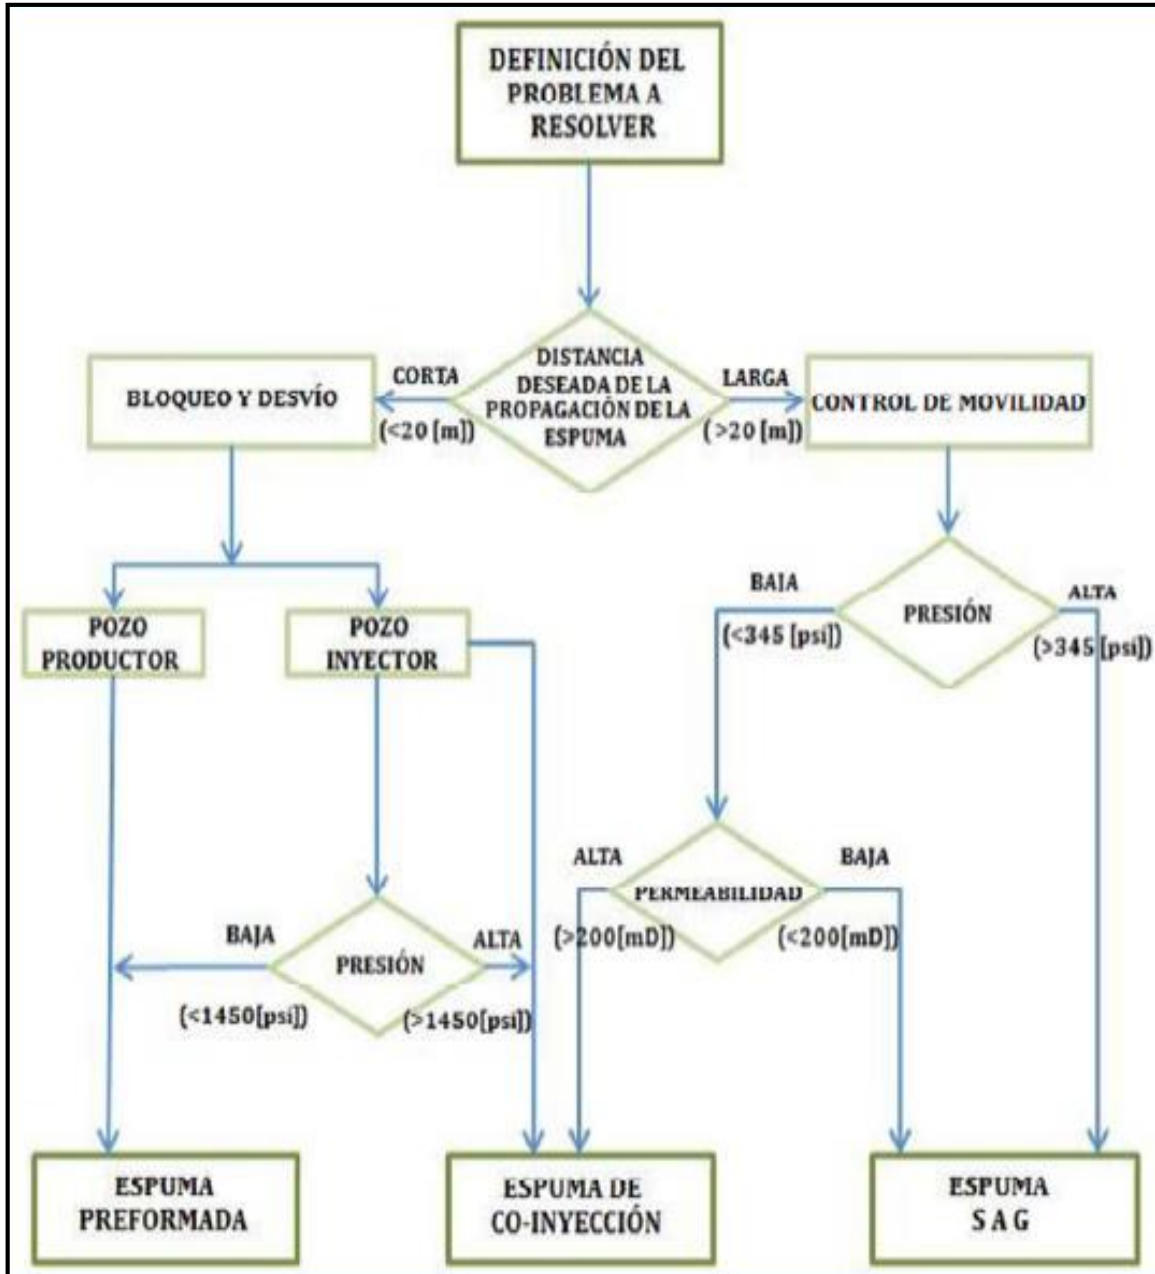 DEFINICIÓN DEL
PROBLEMA A
RESOLVER
DISTANCIA
DESEADA DE LA
PROPAGACIÓN DE LA
ESPUMA
CORTA
(<20 [m])
LARGA
(>20 [m])
BLOQUEO Y DESVÍO
CONTROL DE MOVILIDAD
POZO
PRODUCTOR
POZO
INYECTOR
PRESIÓN
BAJA
(<345 [psi])
ALTA
(>345 [psi])
PERMEABILIDAD
ALTA
(>200[mD])
BAJA
(<200[mD])
PRESIÓN
BAJA
(<1450[psi])
ALTA
(>1450[psi])
ESPUMA
PREFORMADA
ESPUMA DE
CO-INYECCIÓN
ESPUMA
S A G